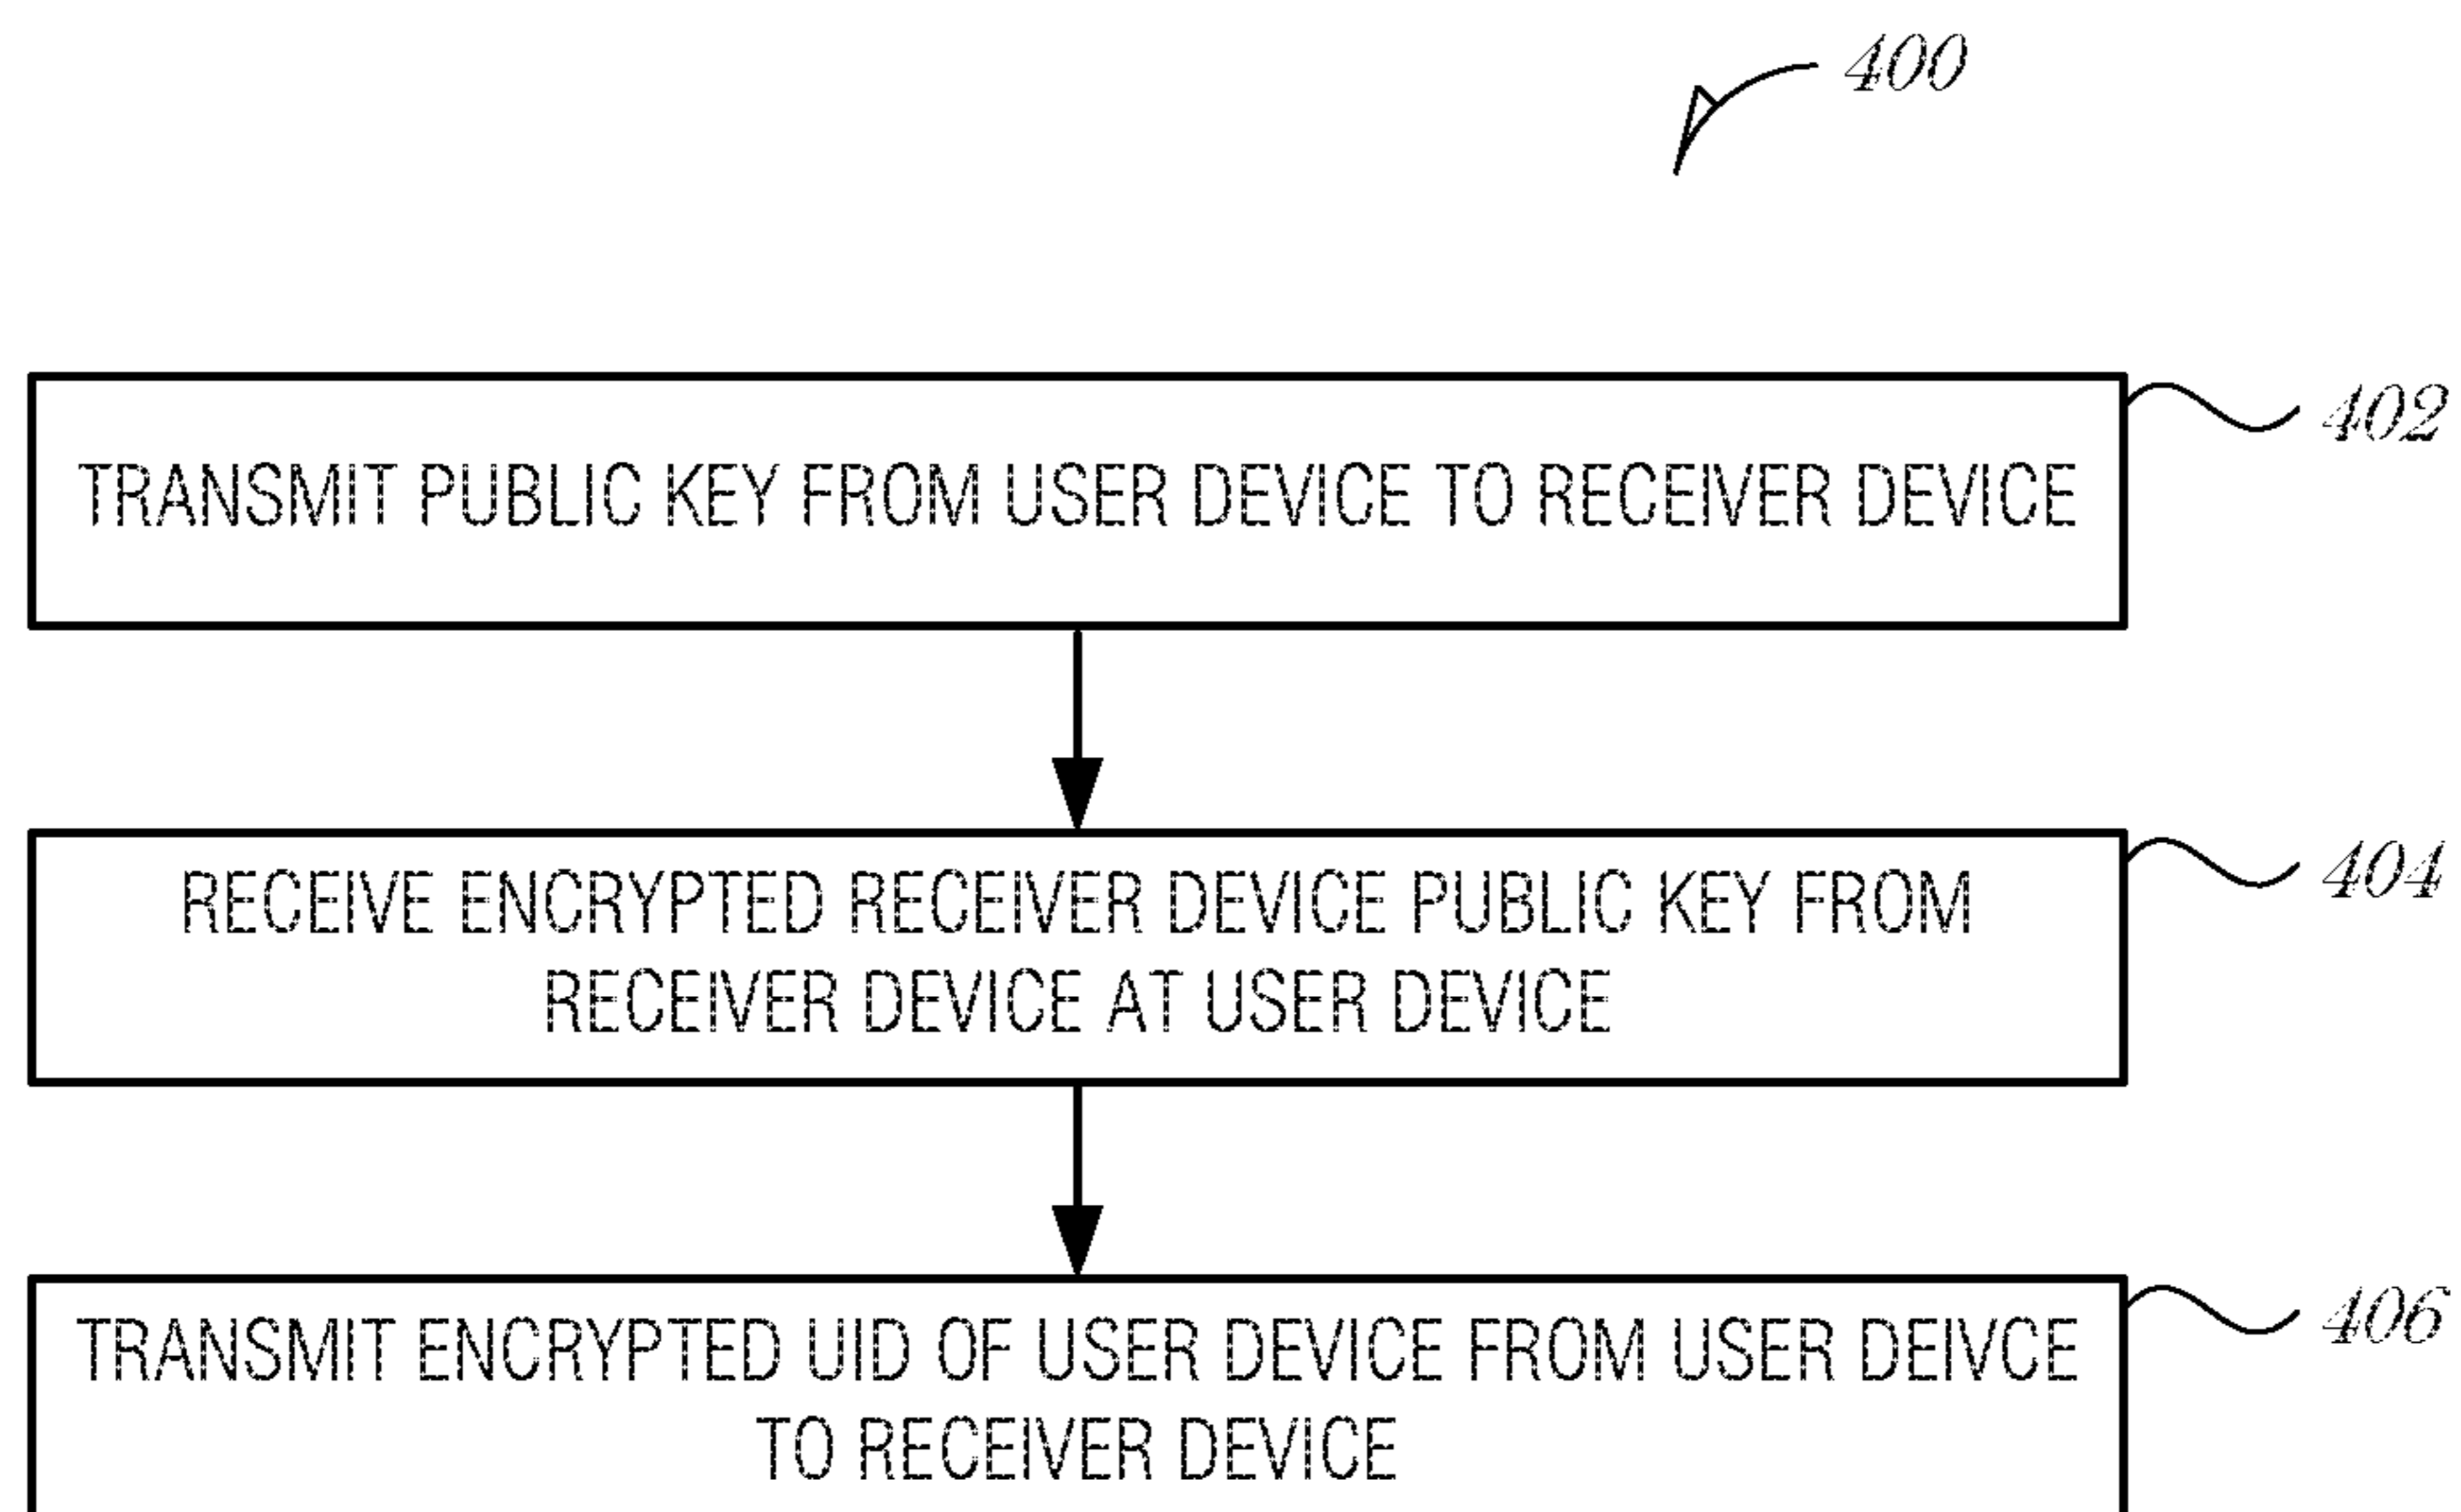 400
402
TRANSMIT PUBLIC KEY FROM USER DEVICE TO RECEIVER DEVICE
404
RECEIVE ENCRYPTED RECEIVER DEVICE PUBLIC KEY FROM
RECEIVER DEVICE AT USER DEVICE
406
TRANSMIT ENCRYPTED UID OF USER DEVICE FROM USER DEIVCE
TO RECEIVER DEVICE